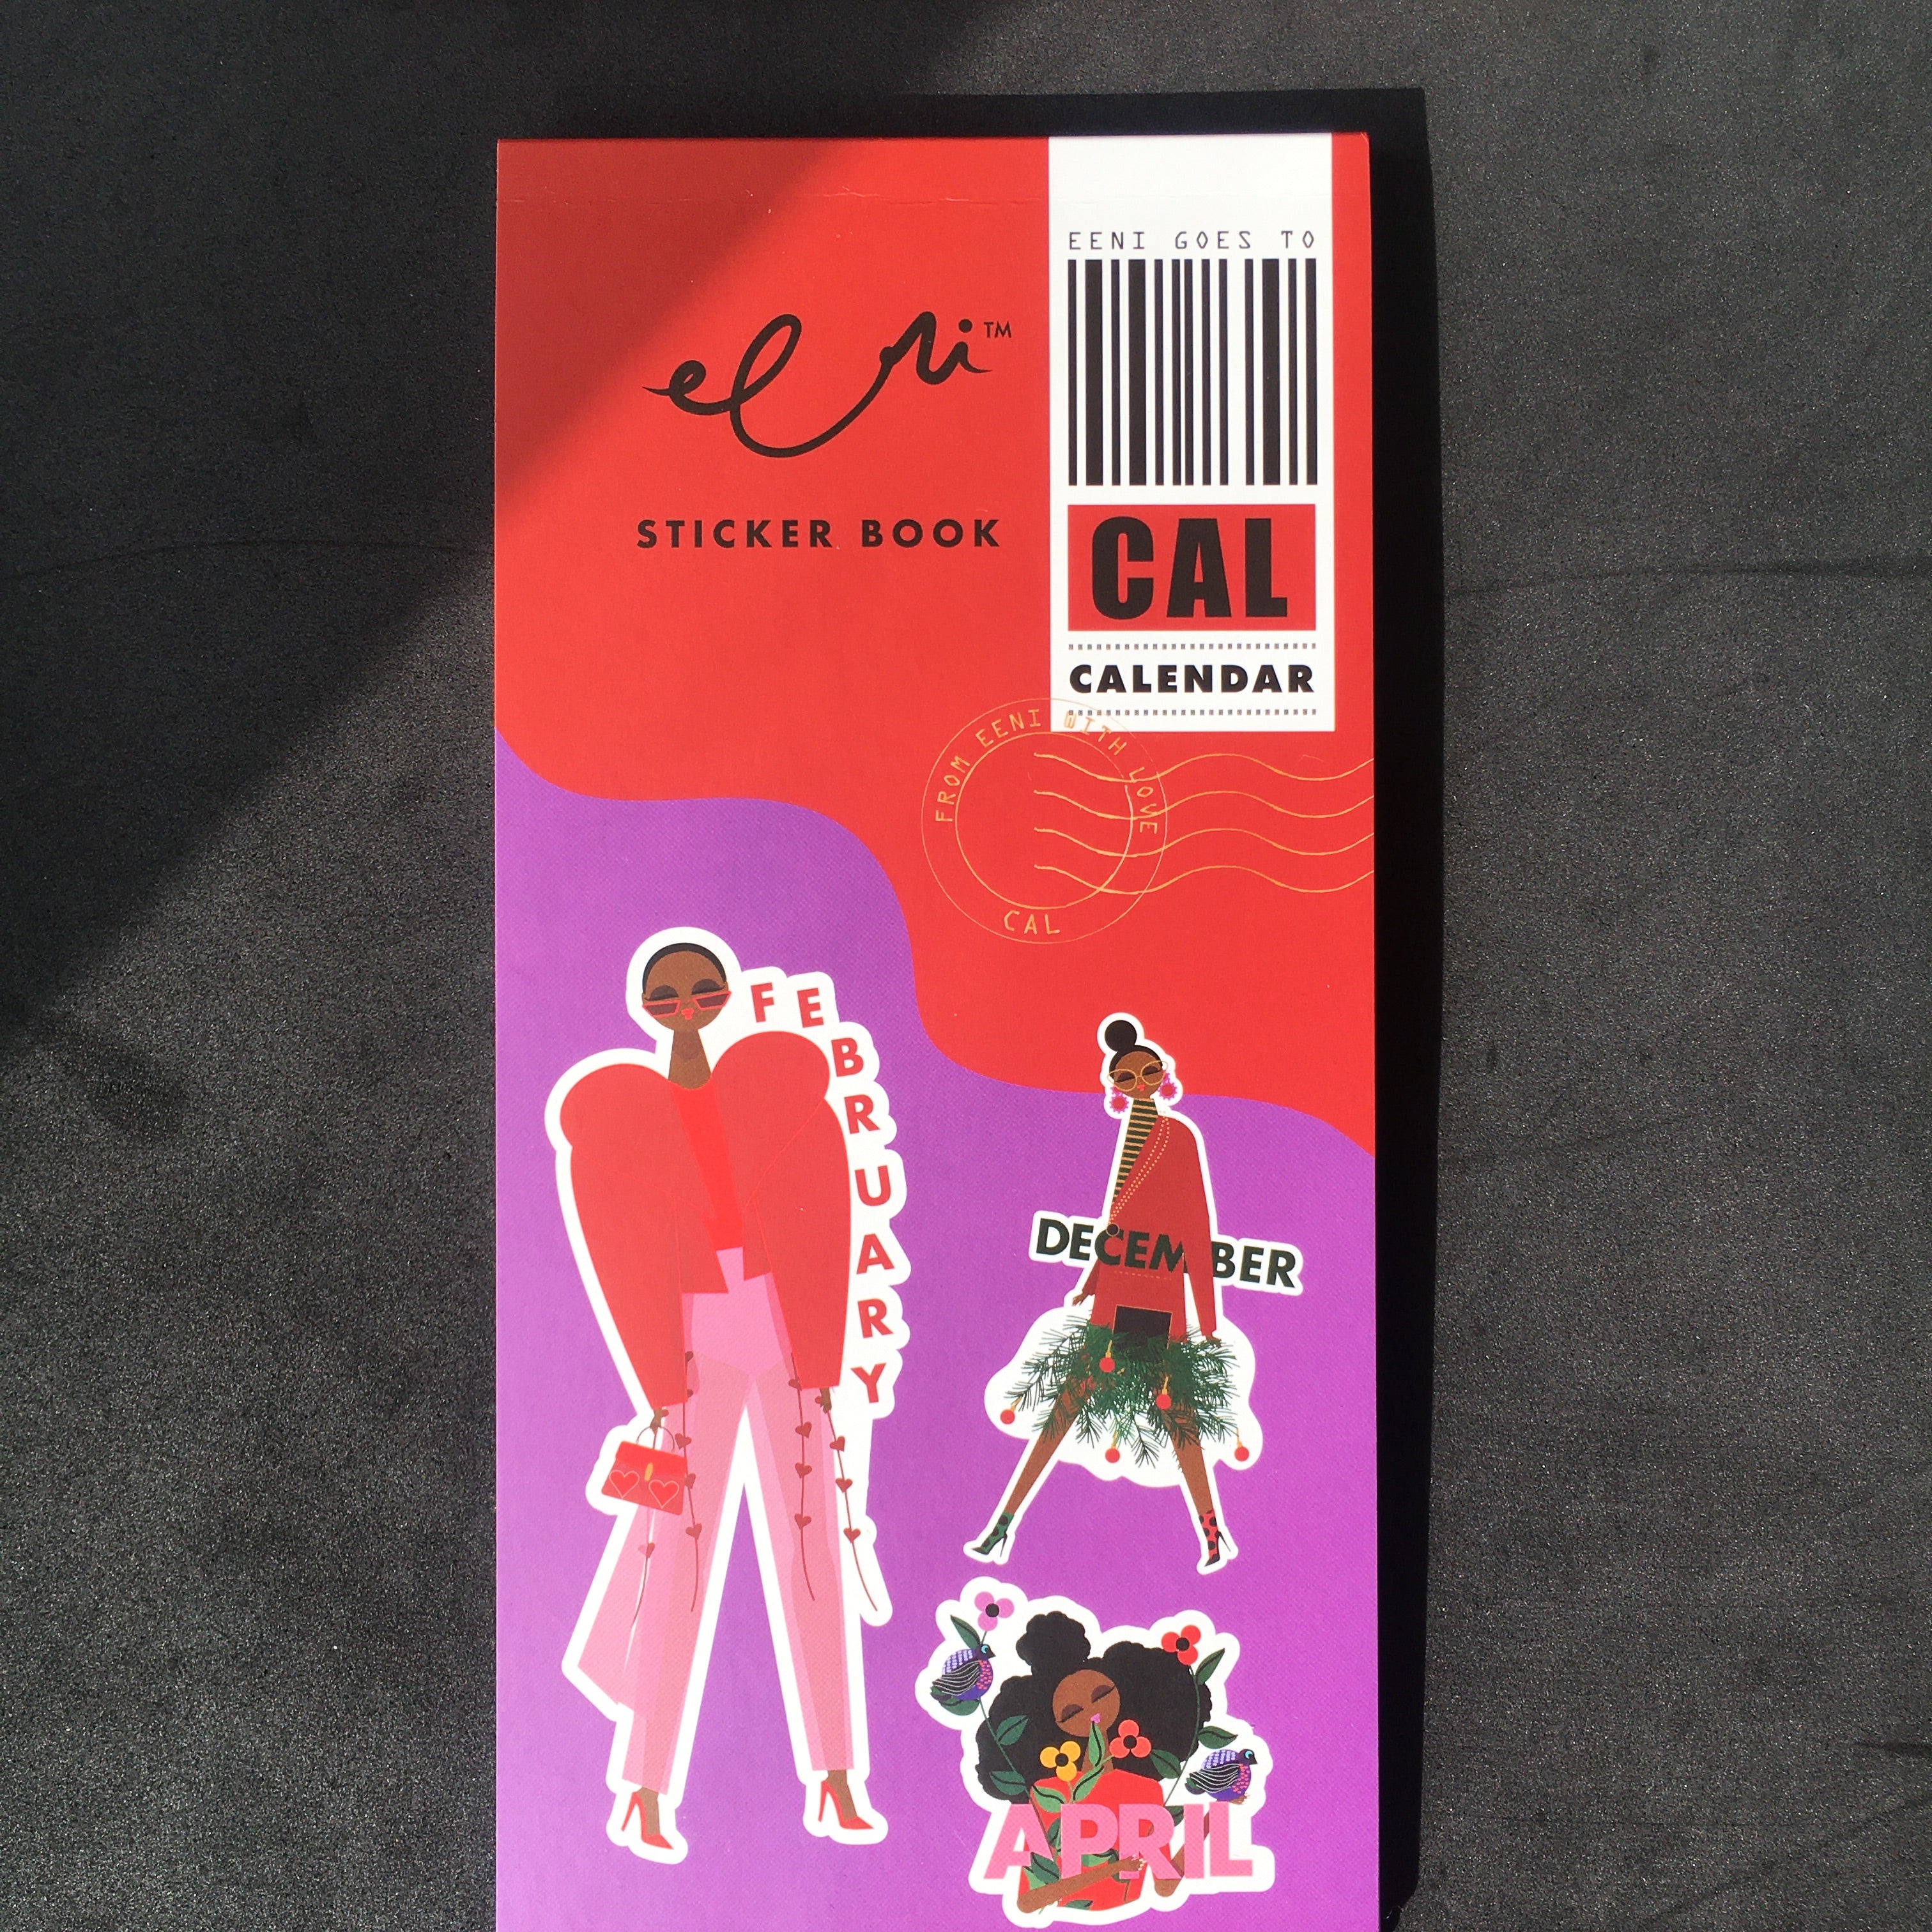 eeni™
STICKER BOOK
EENI GOES TO
CAL
CALENDAR
FROM EENI WITH LOVE
CAL
FEBRUARY
DECEMBER
APRIL